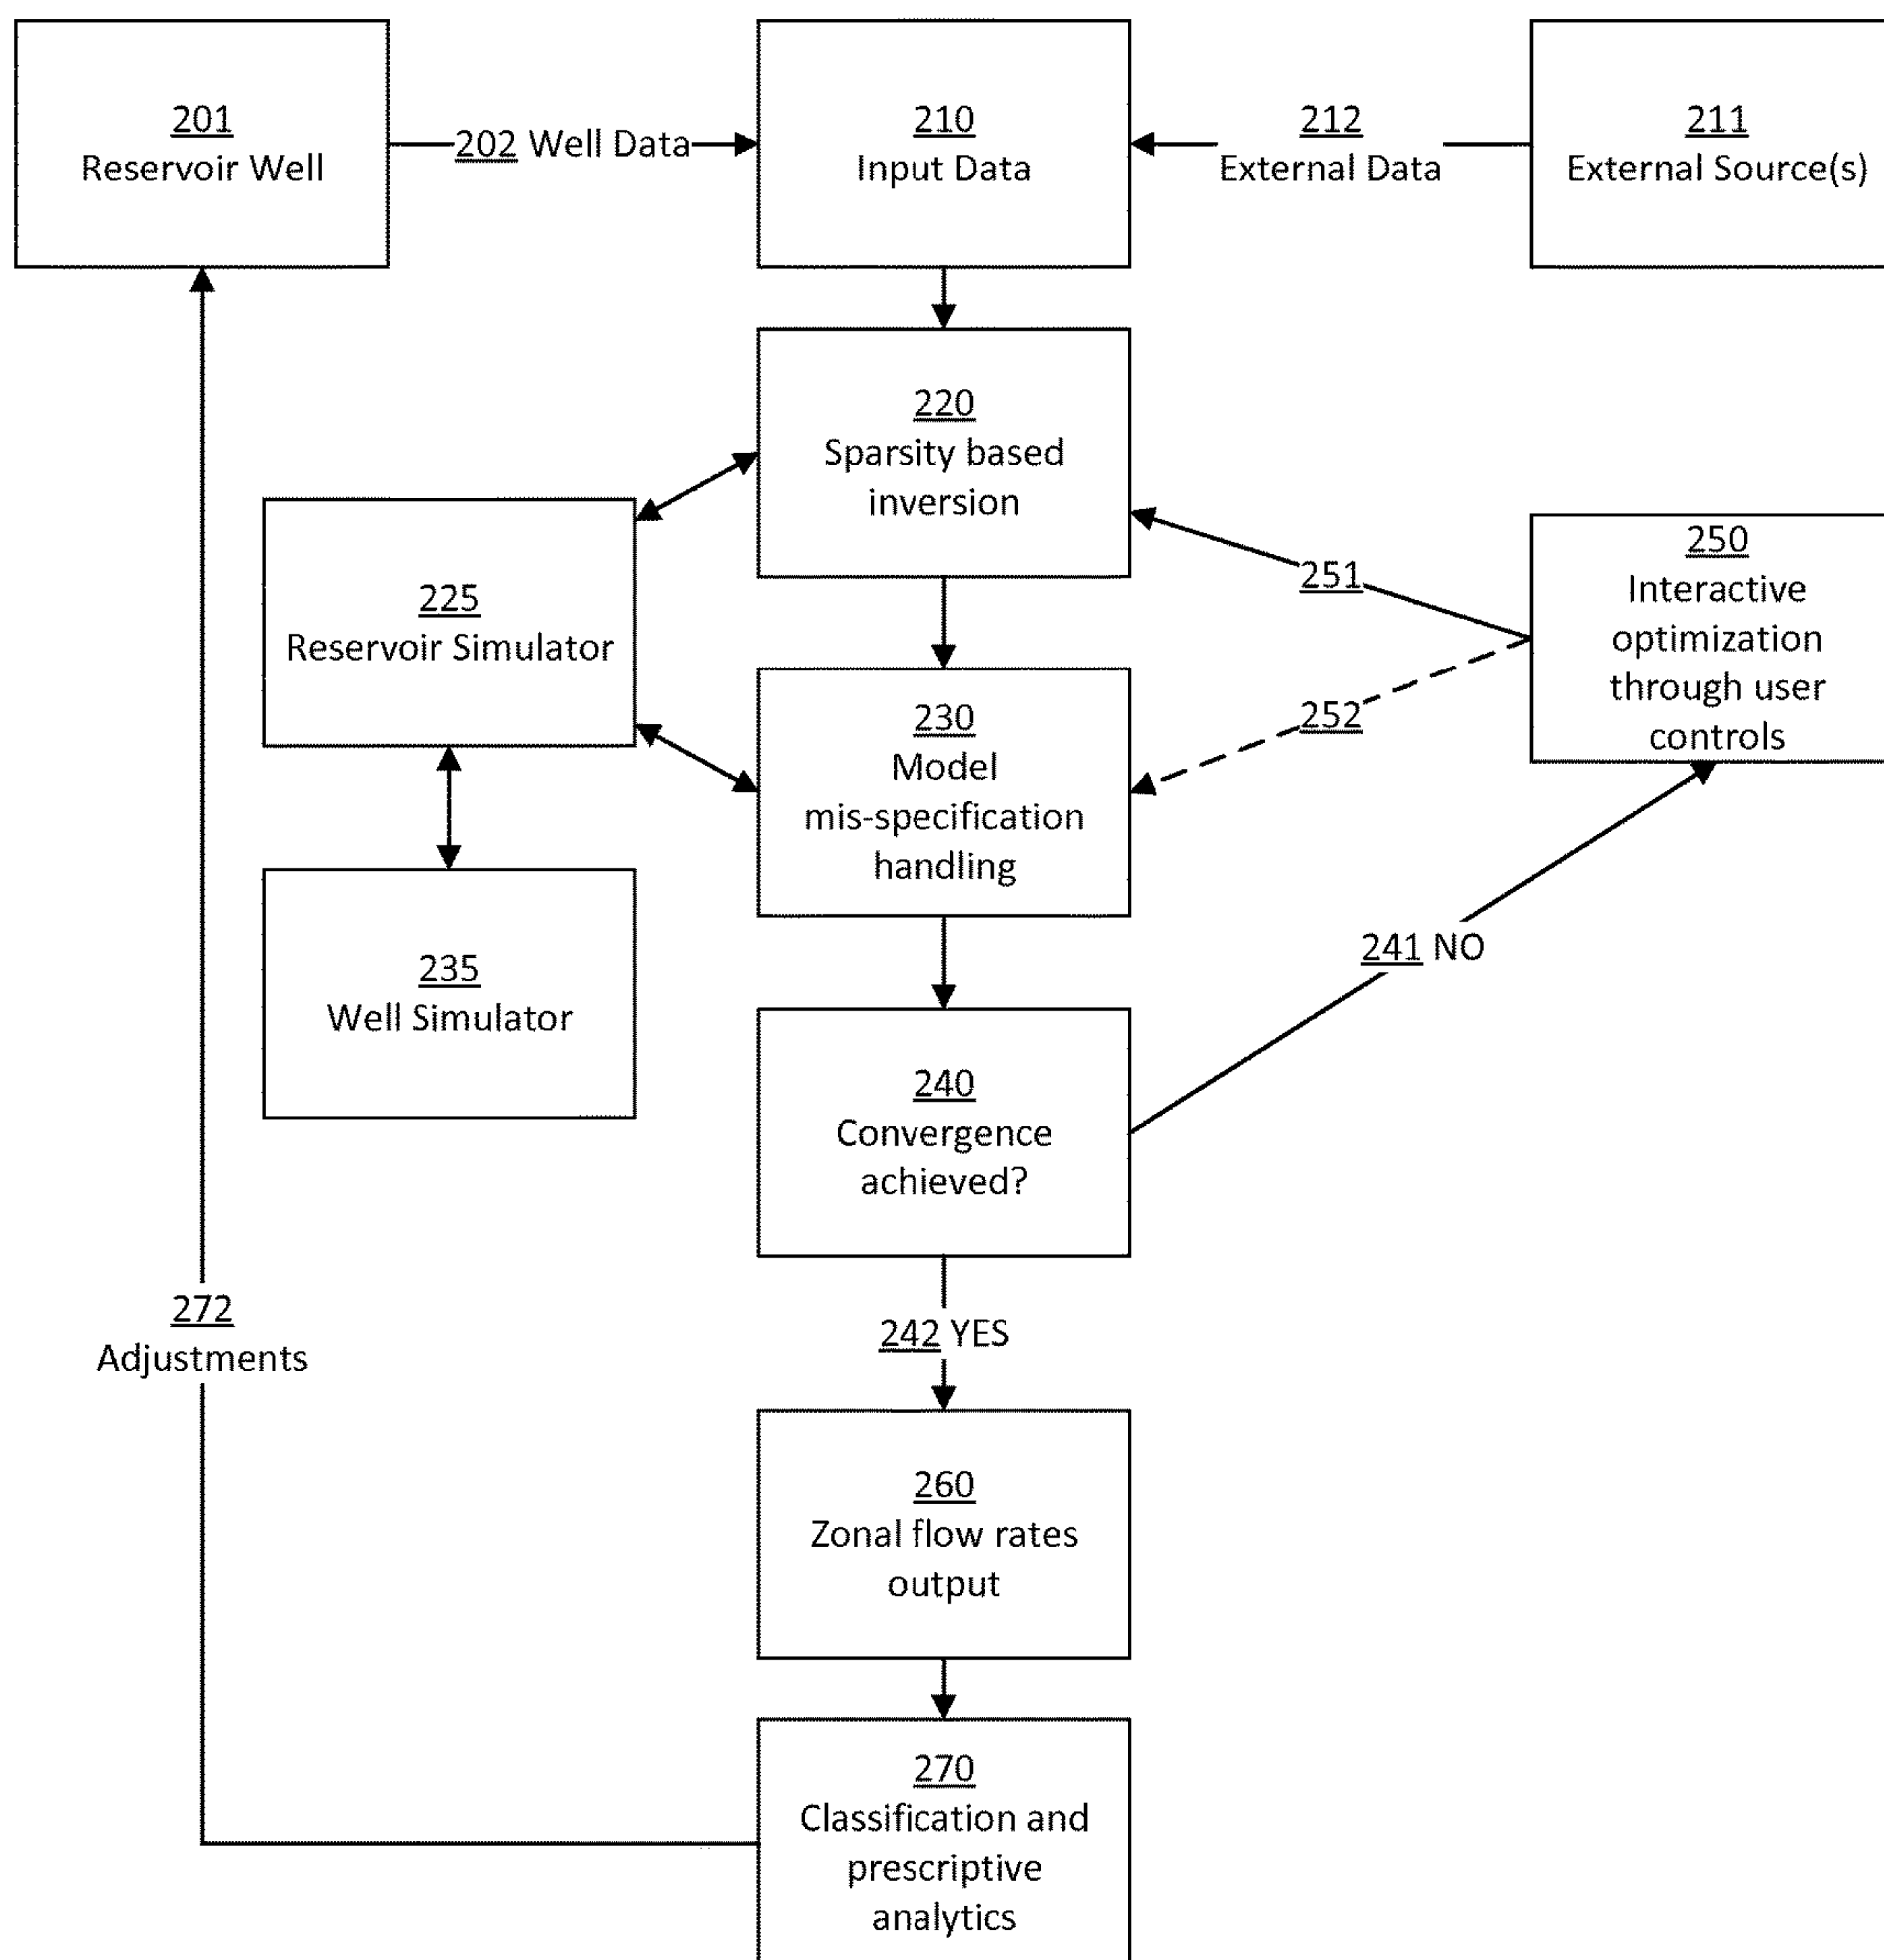 201
Reservoir Well
202 Well Data
210
Input Data
212
External Data
211
External Source(s)
220
Sparsity based
inversion
225
Reservoir Simulator
251
250
Interactive
optimization
through user
controls
252
230
Model
mis-specification
handling
235
Well Simulator
241 NO
240
Convergence
achieved?
242 YES
272
Adjustments
260
Zonal flow rates
output
270
Classification and
prescriptive
analytics